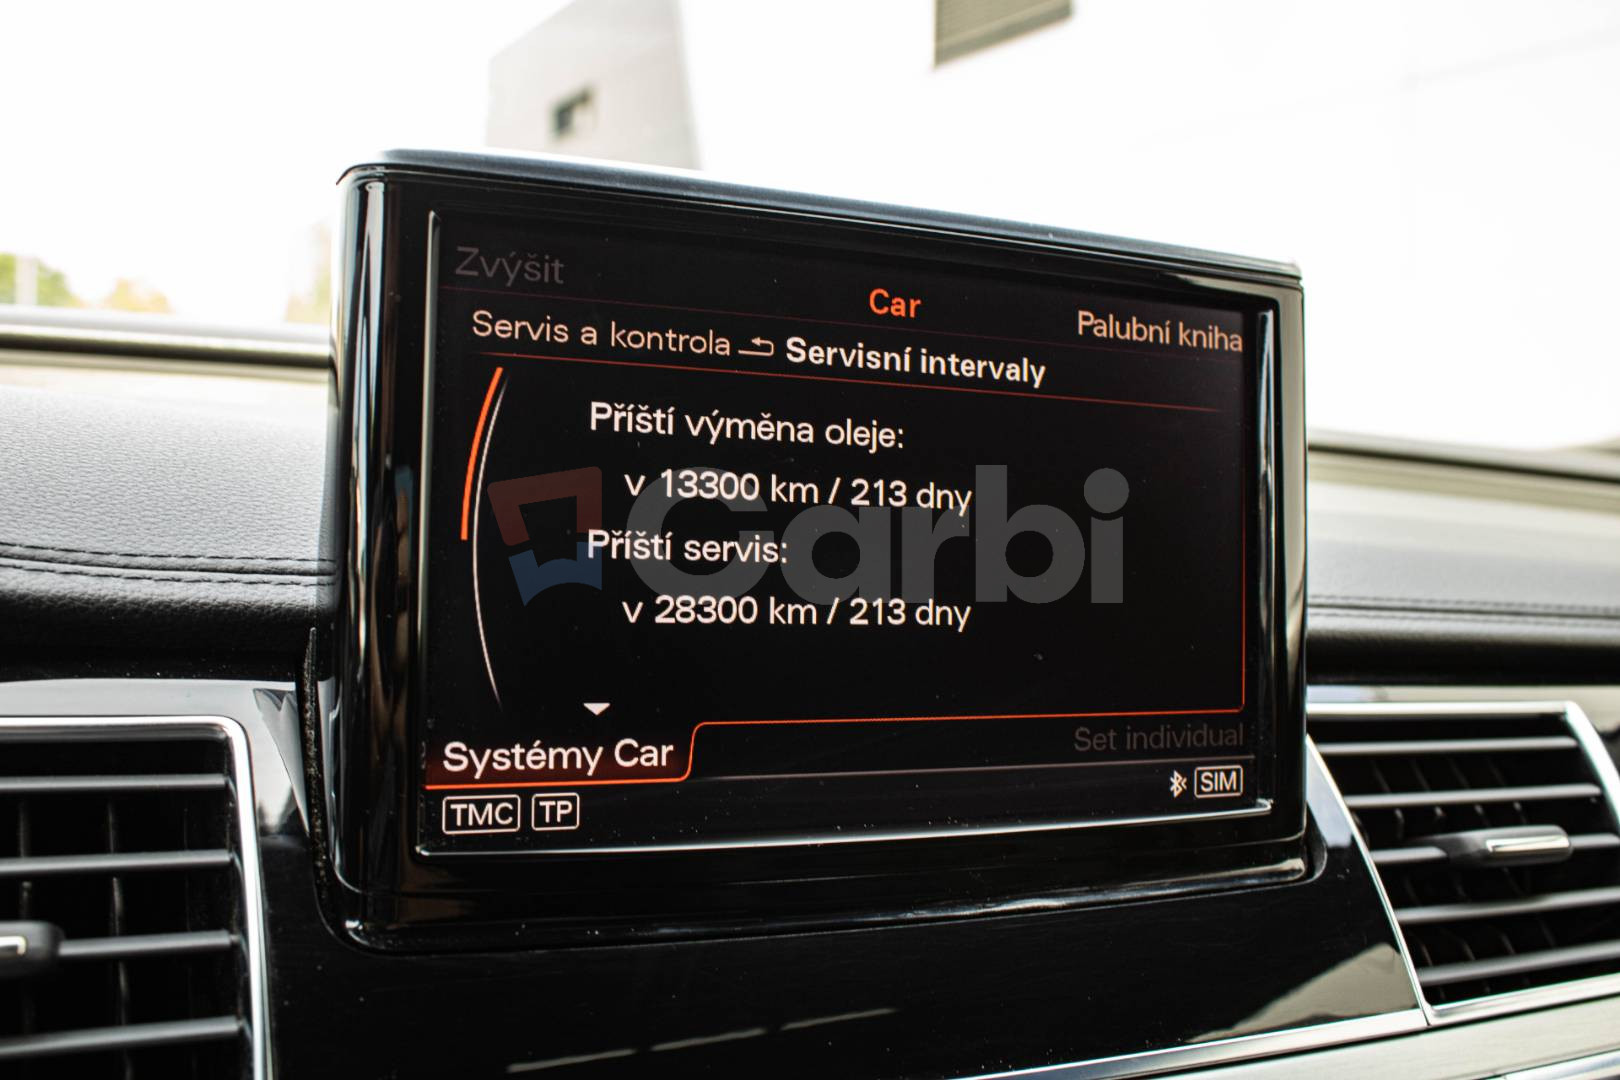 Zvýšit
Car
Palubní kniha
Servis a kontrola Servisní intervaly
Příští výměna oleje:
v 13300 km / 213 dny
Carbi
Příští servis:
v 28300 km / 213 dny
Systémy Car
Set individual
TMC TP
SIM